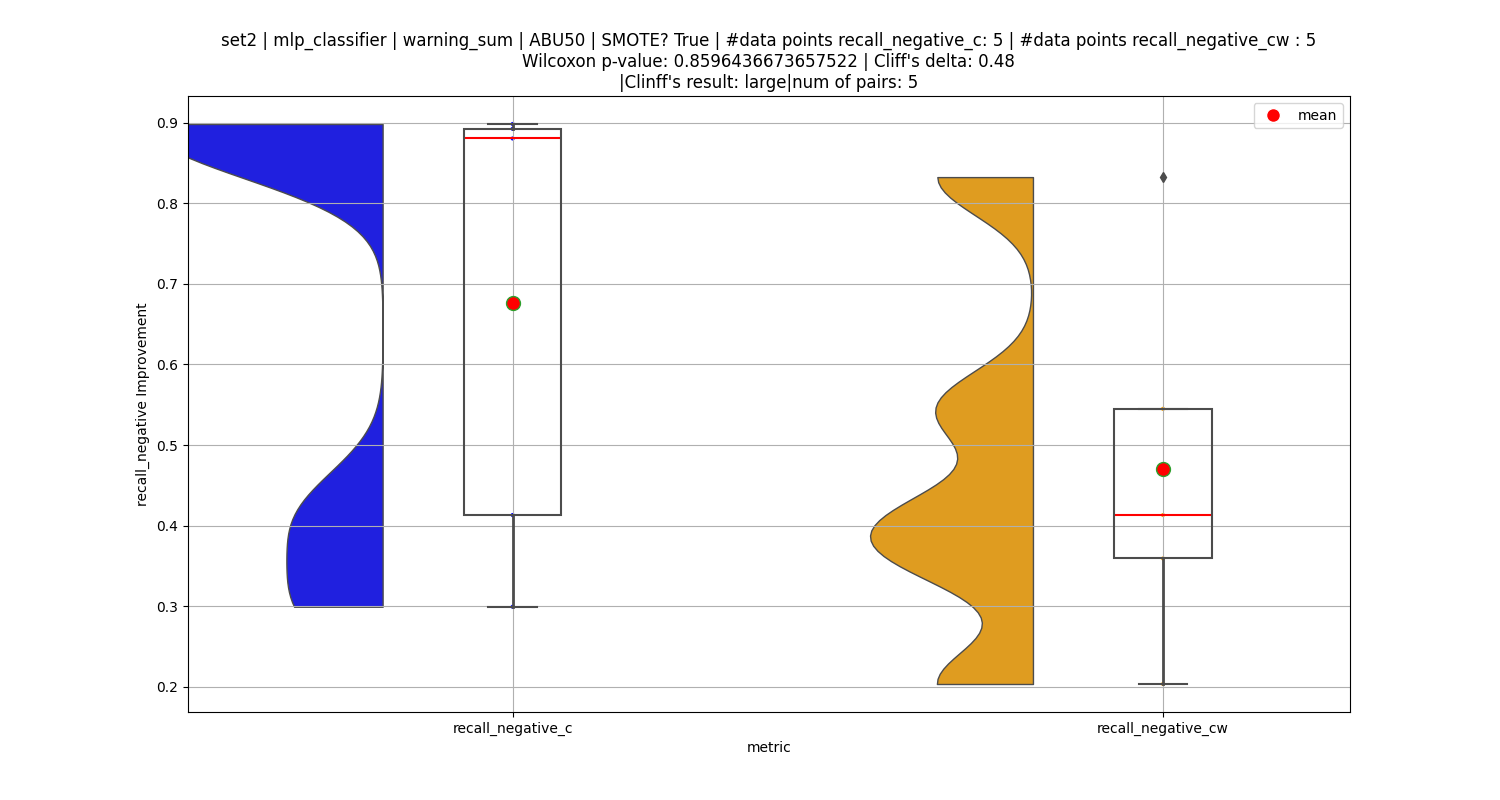 set2 | mlp_classifier | warning_sum | ABU50 | SMOTE? True | #data points recall_negative_c: 5 | #data points recall_negative_cw : 5
Wilcoxon p-value: 0.8596436673657522 | Cliff's delta: 0.48
|Clinff's result: large|num of pairs: 5
mean
0.9
0.8
0.7
0.6
0.5
0.4
0.3
0.2
recall_negative Improvement
recall_negative_c
recall_negative_cw
metric